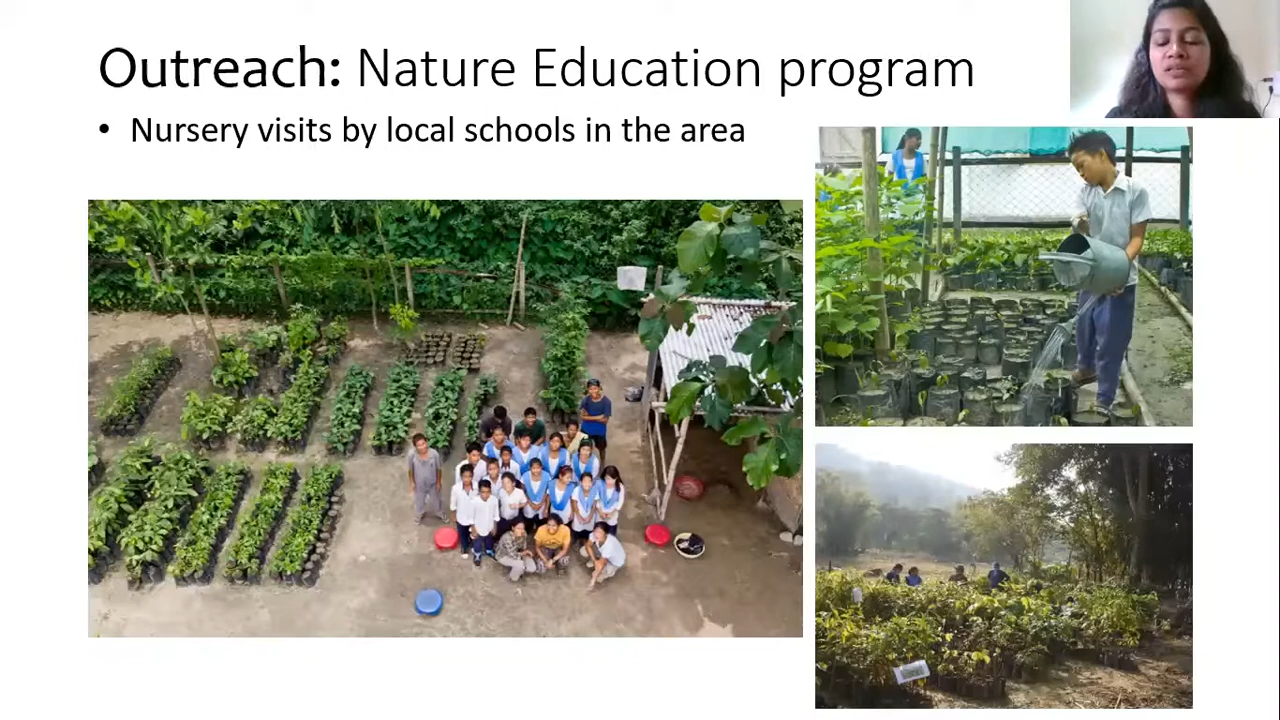 Outreach: Nature Education program
• Nursery visits by local schools in the area